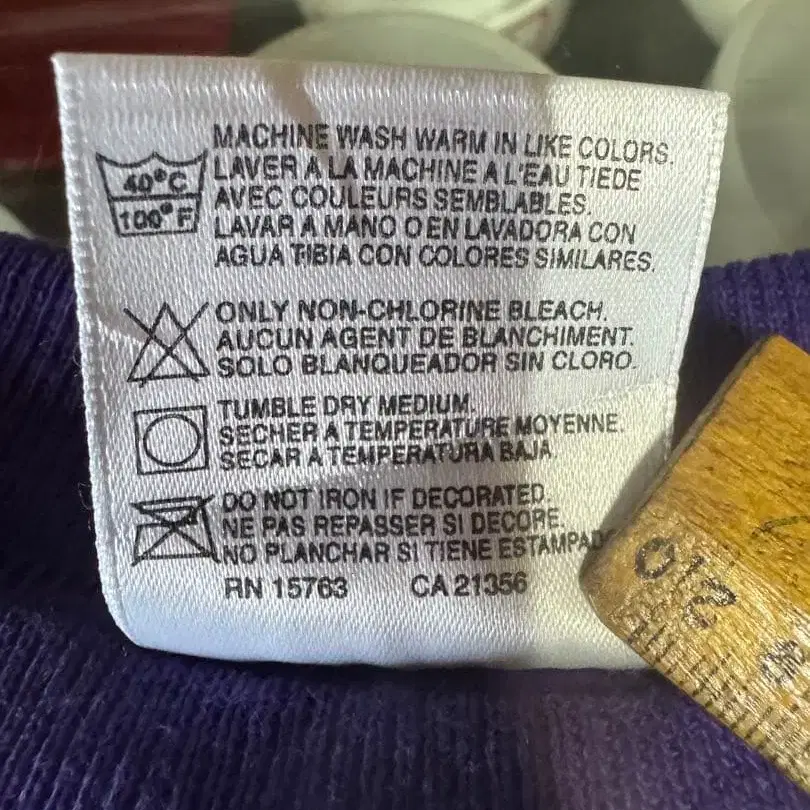 MACHINE WASH WARM IN LIKE COLORS.
LAVER A LA MACHINE A L'EAU TIEDE
AVEC COULEURS SEMBLABLES.
LAVAR A MANO O EN LAVADORA CON
AGUA TIBIA CON COLORES SIMILARES.
40°C
100°F
ONLY NON-CHLORINE BLEACH.
AUCUN AGENT DE BLANCHIMENT.
SOLO BLANQUEADOR SIN CLORO.
TUMBLE DRY MEDIUM.
SECHER A TEMPERATURE MOYENNE.
SECAR A TEMPERATURA BAJA
DO NOT IRON IF DECORATED.
NE PAS REPASSER SI DECORE.
NO PLANCHAR SI TIENE ESTAMPAD
RN 15763 CA 21356